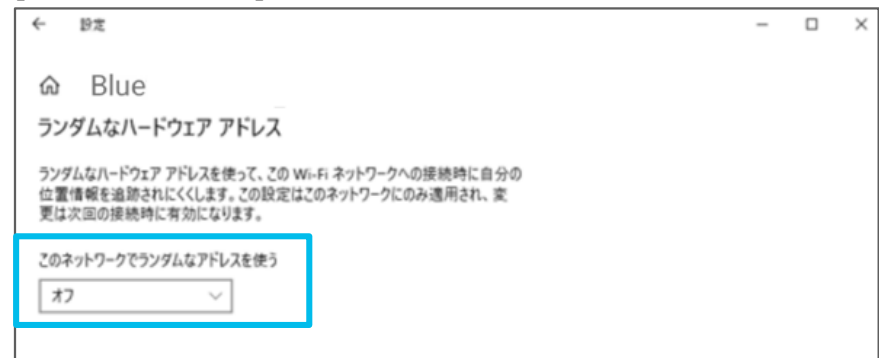 設定
Blue
ランダムなハードウェア アドレス
ランダムなハードウェア アドレスを使って、この Wi-Fi ネットワークへの接続時に自分の
位置情報を追跡されにくくします。この設定はこのネットワークにのみ適用され、変
更は次回の接続時に有効になります。
このネットワークでランダムなアドレスを使う
オフ